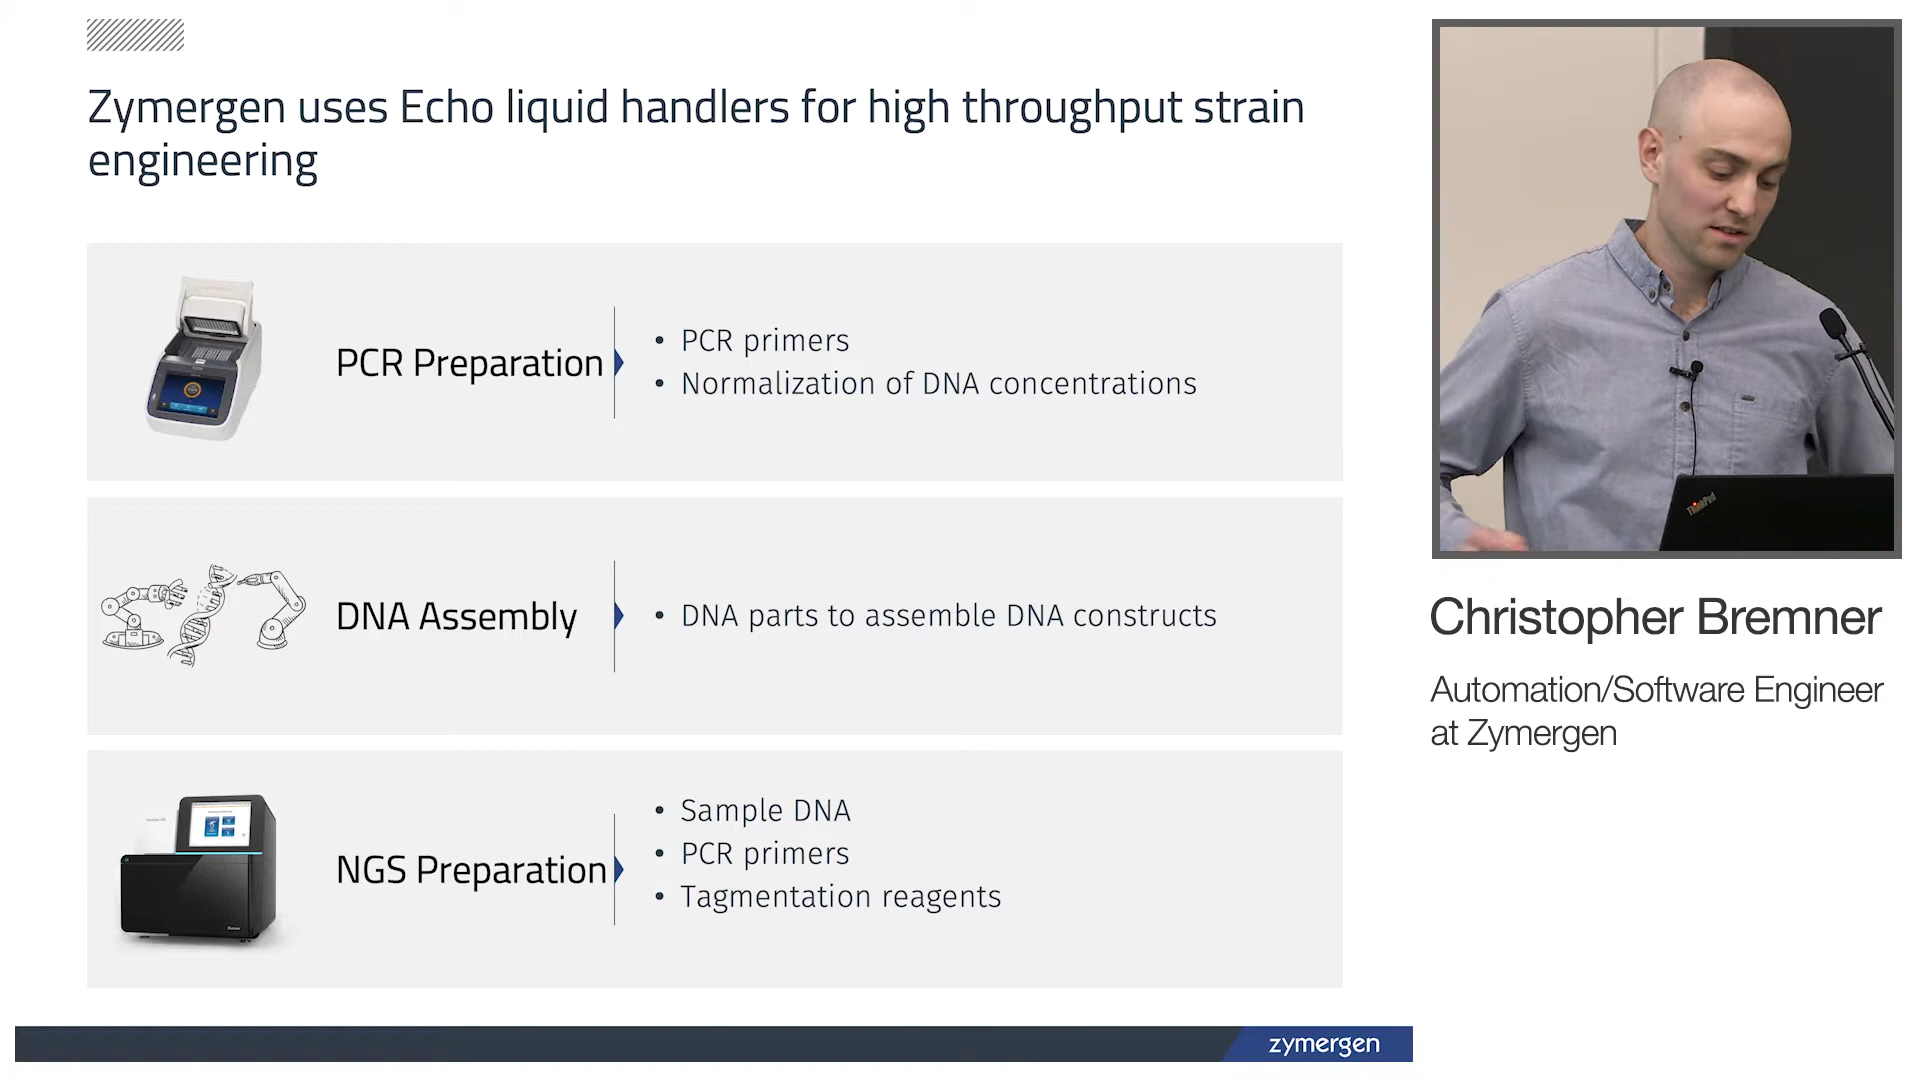 Zymergen uses Echo liquid handlers for high throughput strain
engineering
PCR Preparation
• PCR primers
• Normalization of DNA concentrations
DNA Assembly
• DNA parts to assemble DNA constructs
NGS Preparation
• Sample DNA
• PCR primers
• Tagmentation reagents
zymergen
ThinkPad
Christopher Bremner
Automation/Software Engineer
at Zymergen